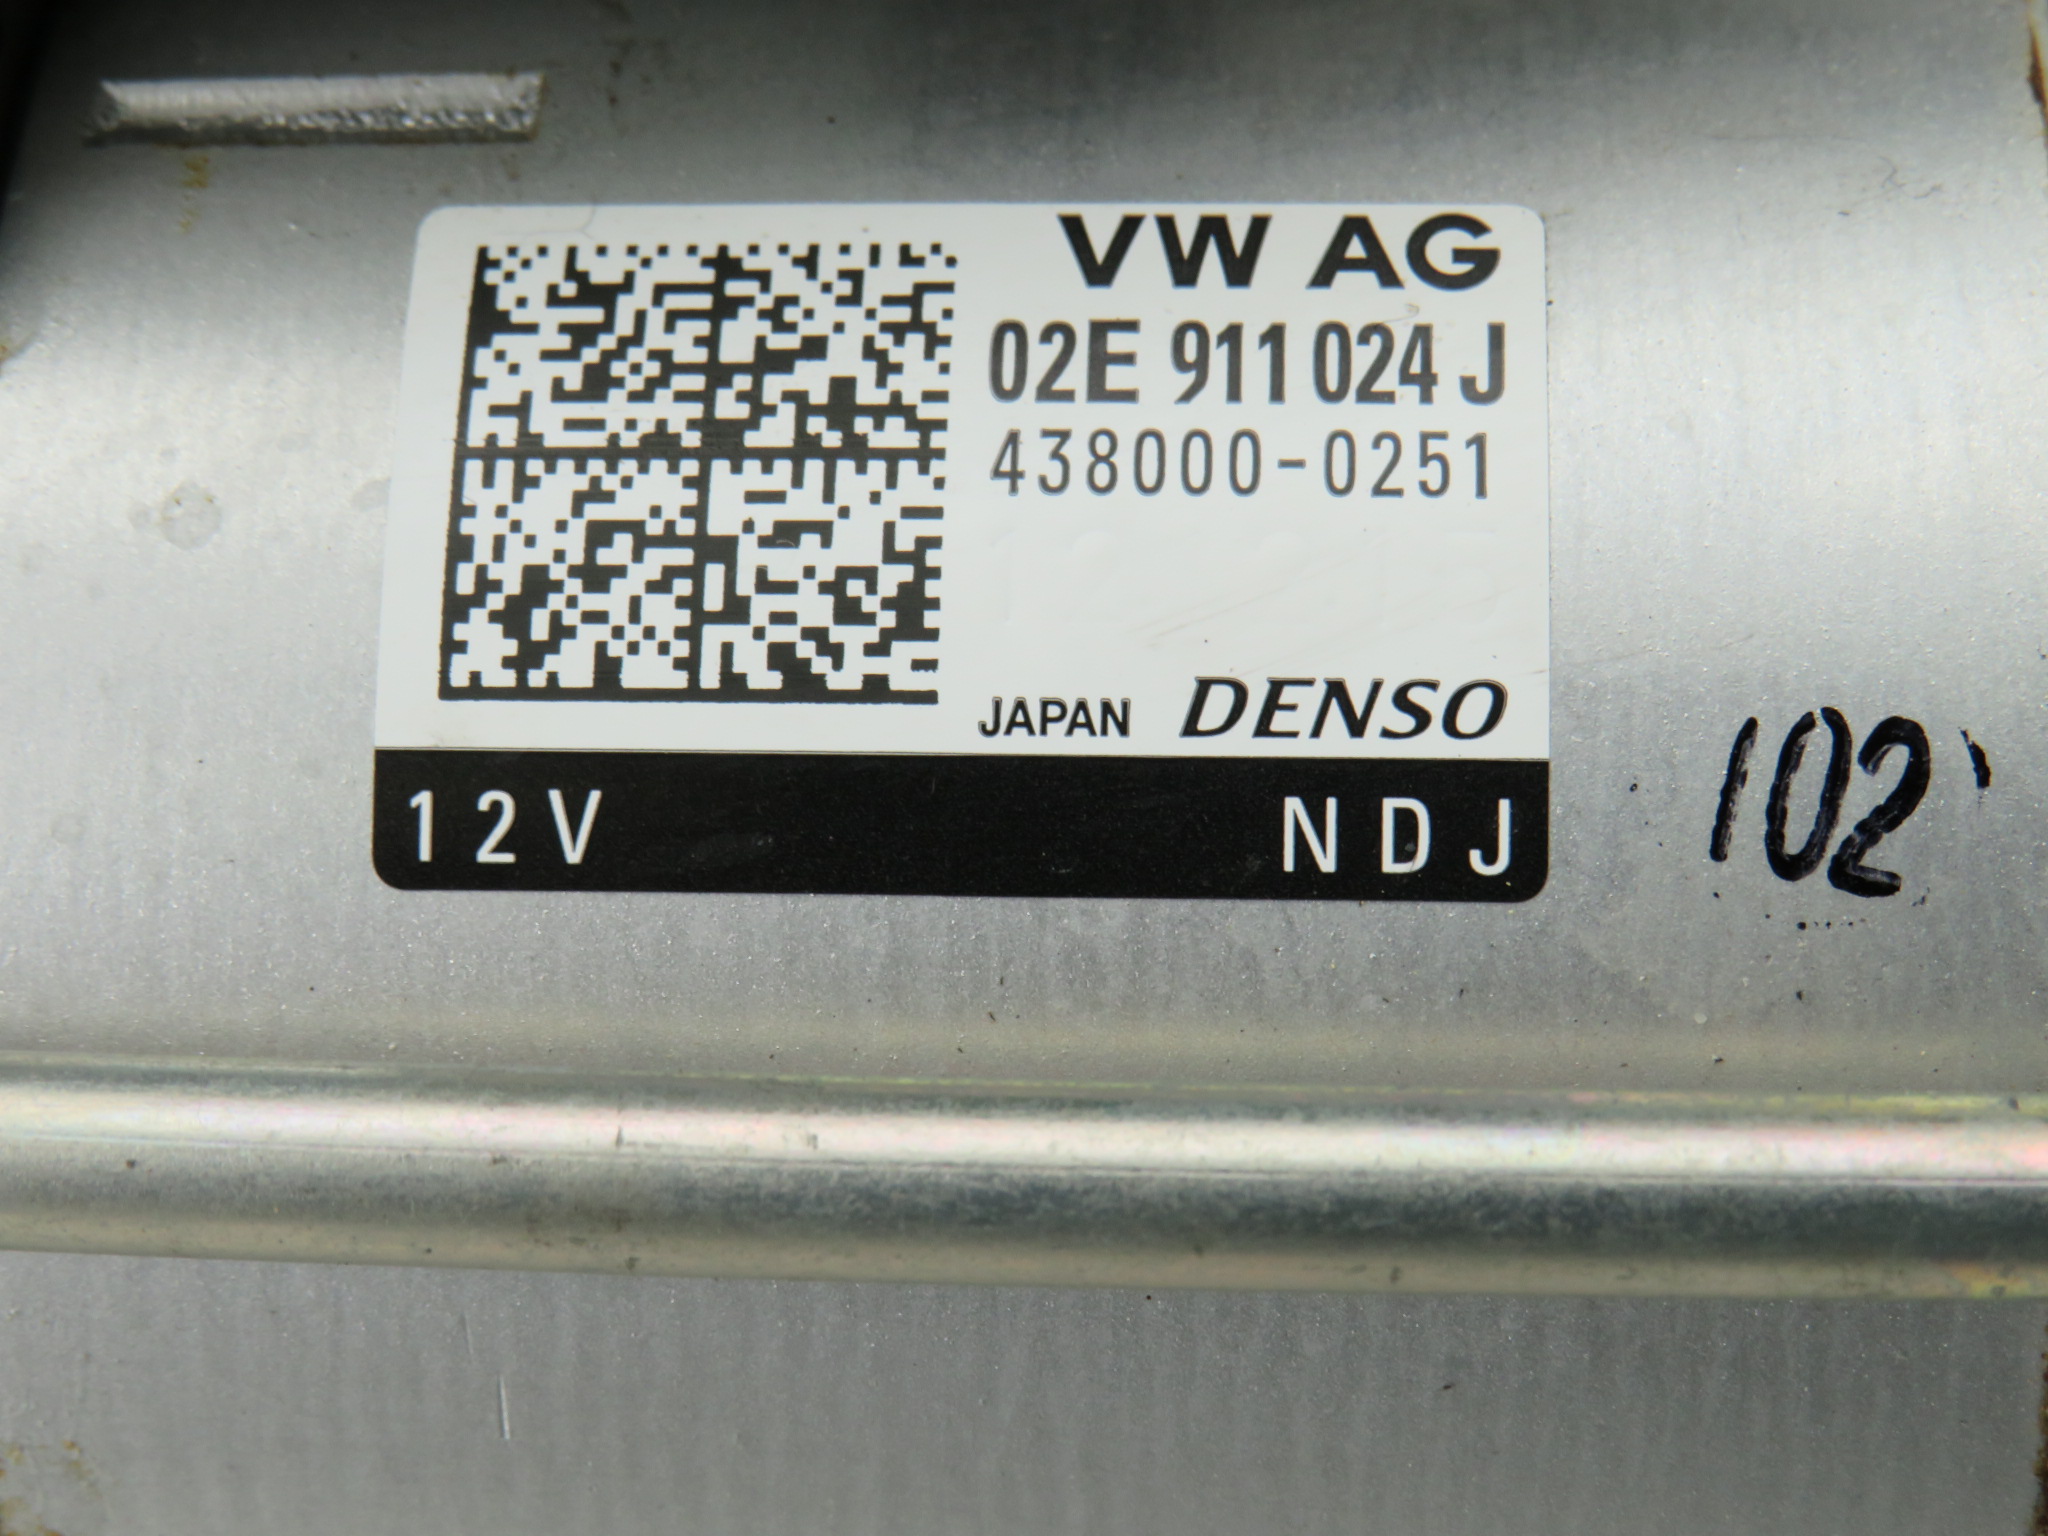 VW AG
02E 911 024 J
438000-0251
JAPAN DENSO
12V NDJ
102